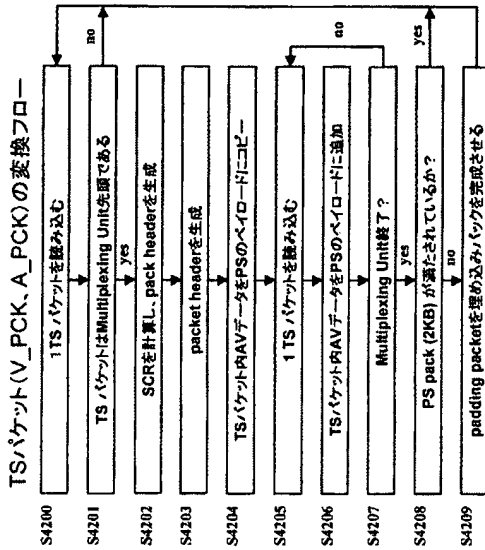 TSパケット(V_PCK、A_PCK)の変換フロー
S4200 1TSパケットを読み込む
S4201 TS パケットはMultiplexing Unit先頭である
no
yes
S4202 SCRを計算し、pack headerを生成
S4203 packet headerを生成
S4204 TSパケット内AVデータをPSのペイロードにコピー
S4205 1 TSパケットを読み込む
S4206 TSパケット内AVデータをPSのペイロードに追加
no
S4207 Multiplexing Unit終了？
yes
S4208 PS pack (2KB) が満たされているか？
yes
no
S4209 padding packetを埋め込みパックを完成させる